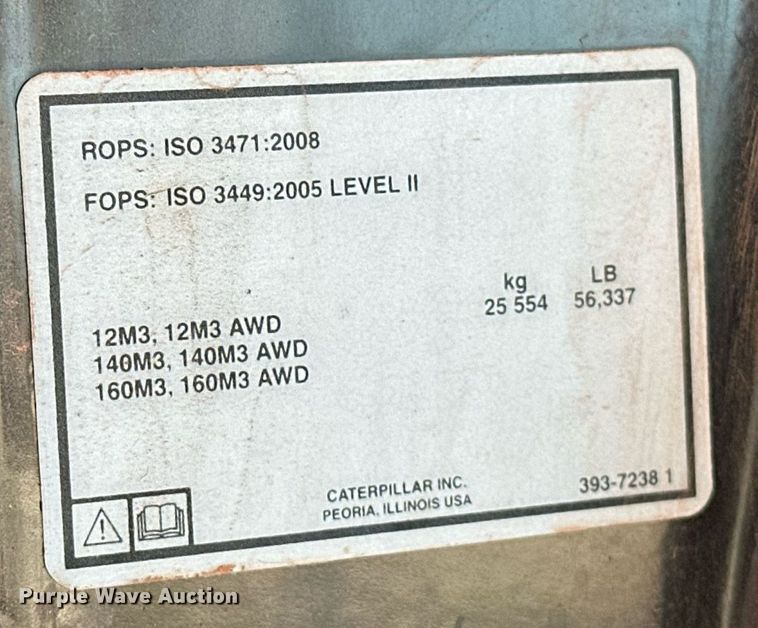 ROPS: ISO 3471:2008
FOPS: ISO 3449:2005 LEVEL II
kg LB
25 554 56,337
12M3, 12M3 AWD
140M3, 140M3 AWD
160M3, 160M3 AWD
CATERPILLAR INC.
PEORIA, ILLINOIS USA
393-7238 1
Purple Wave Auction